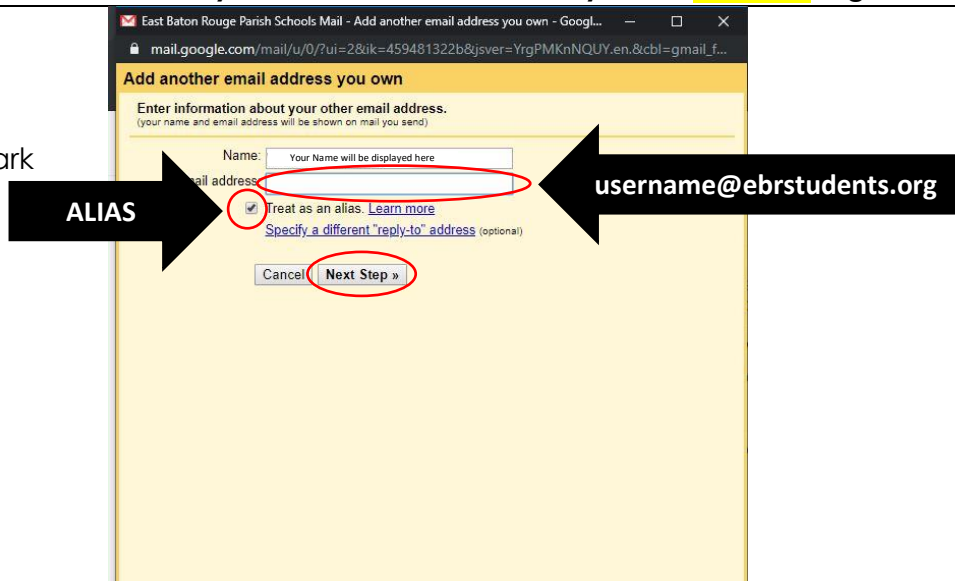 East Baton Rouge Parish Schools Mail - Add another email address you own - Googl...
mail.google.com/mail/u/0/?ui=2&ik=459481322b&jsver=YrgPMKnNQUY.en.&cbl=gmail_f...
Add another email address you own
Enter information about your other email address.
(your name and email address will be shown on mail you send)
ark
Name: Your Name will be displayed here
ail address:
username@ebrstudents.org
ALIAS
Treat as an alias. Learn more
Specify a different "reply-to" address (optional)
Cancel Next Step »